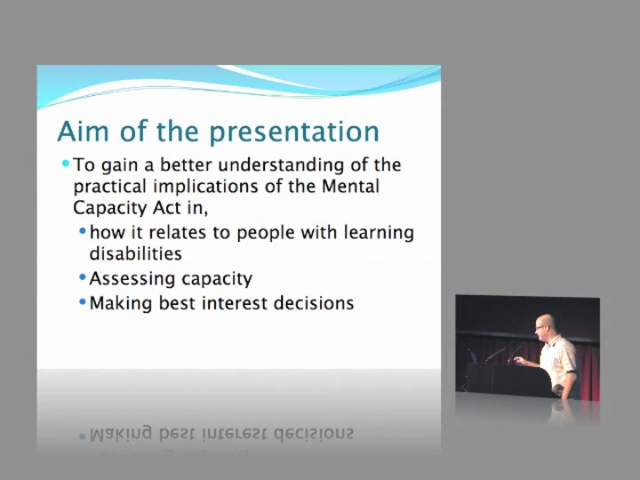 Aim of the presentation
To gain a better understanding of the
practical implications of the Mental
Capacity Act in,
how it relates to people with learning
disabilities
Assessing capacity
Making best interest decisions
Making best interest decisions